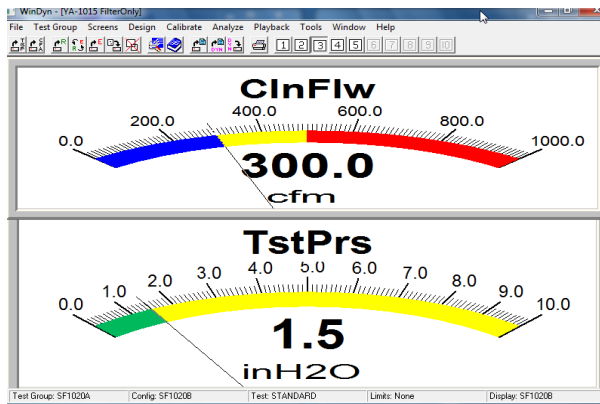 WinDyn - [YA-1015 FilterOnly]
File Test Group Screens Design Calibrate Analyze Playback Tools Window Help
1 2 3 4 5 6 7 8 9 10
ClnFlw
0.0 200.0 400.0 600.0 800.0 1000.0
300.0
cfm
TstPrs
0.0 1.0 2.0 3.0 4.0 5.0 6.0 7.0 8.0 9.0 10.0
1.5
inH2O
Test Group: SF1020A Config: SF1020B Test: STANDARD Limits: None Display: SF1020B